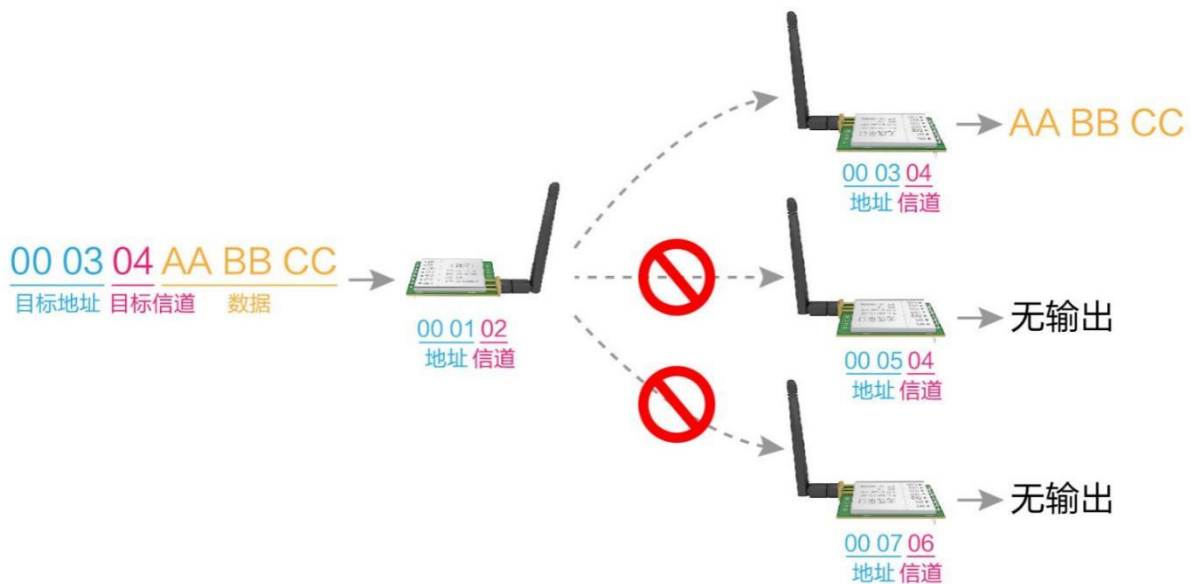 AA BB CC
00 03 04
地址 信道
00 03 04 AA BB CC
目标地址 目标信道 数据
00 01 02
地址 信道
无输出
00 05 04
地址 信道
无输出
00 07 06
地址 信道